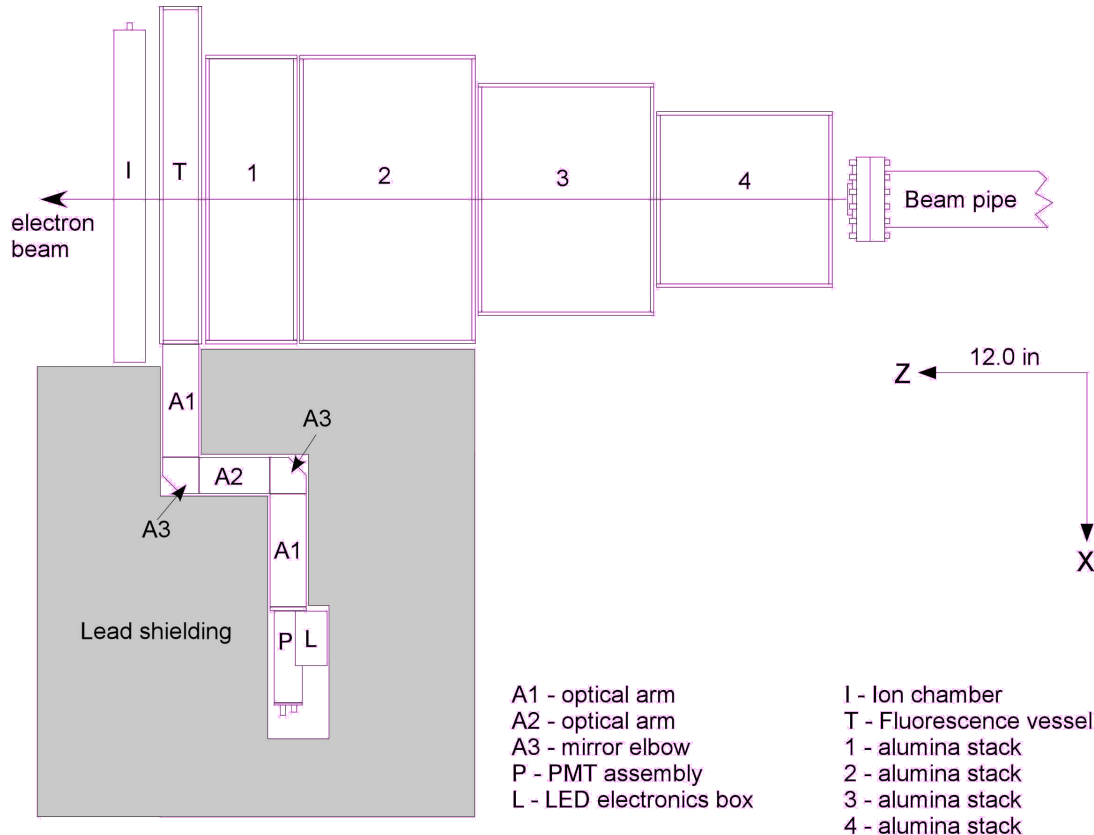 I
T
1
2
3
4
Beam pipe
electron
beam
12.0 in
Z
X
A1
A3
A2
A3
A1
Lead shielding
P
L
A1 - optical arm
A2 - optical arm
A3 - mirror elbow
P - PMT assembly
L - LED electronics box
I - Ion chamber
T - Fluorescence vessel
1 - alumina stack
2 - alumina stack
3 - alumina stack
4 - alumina stack